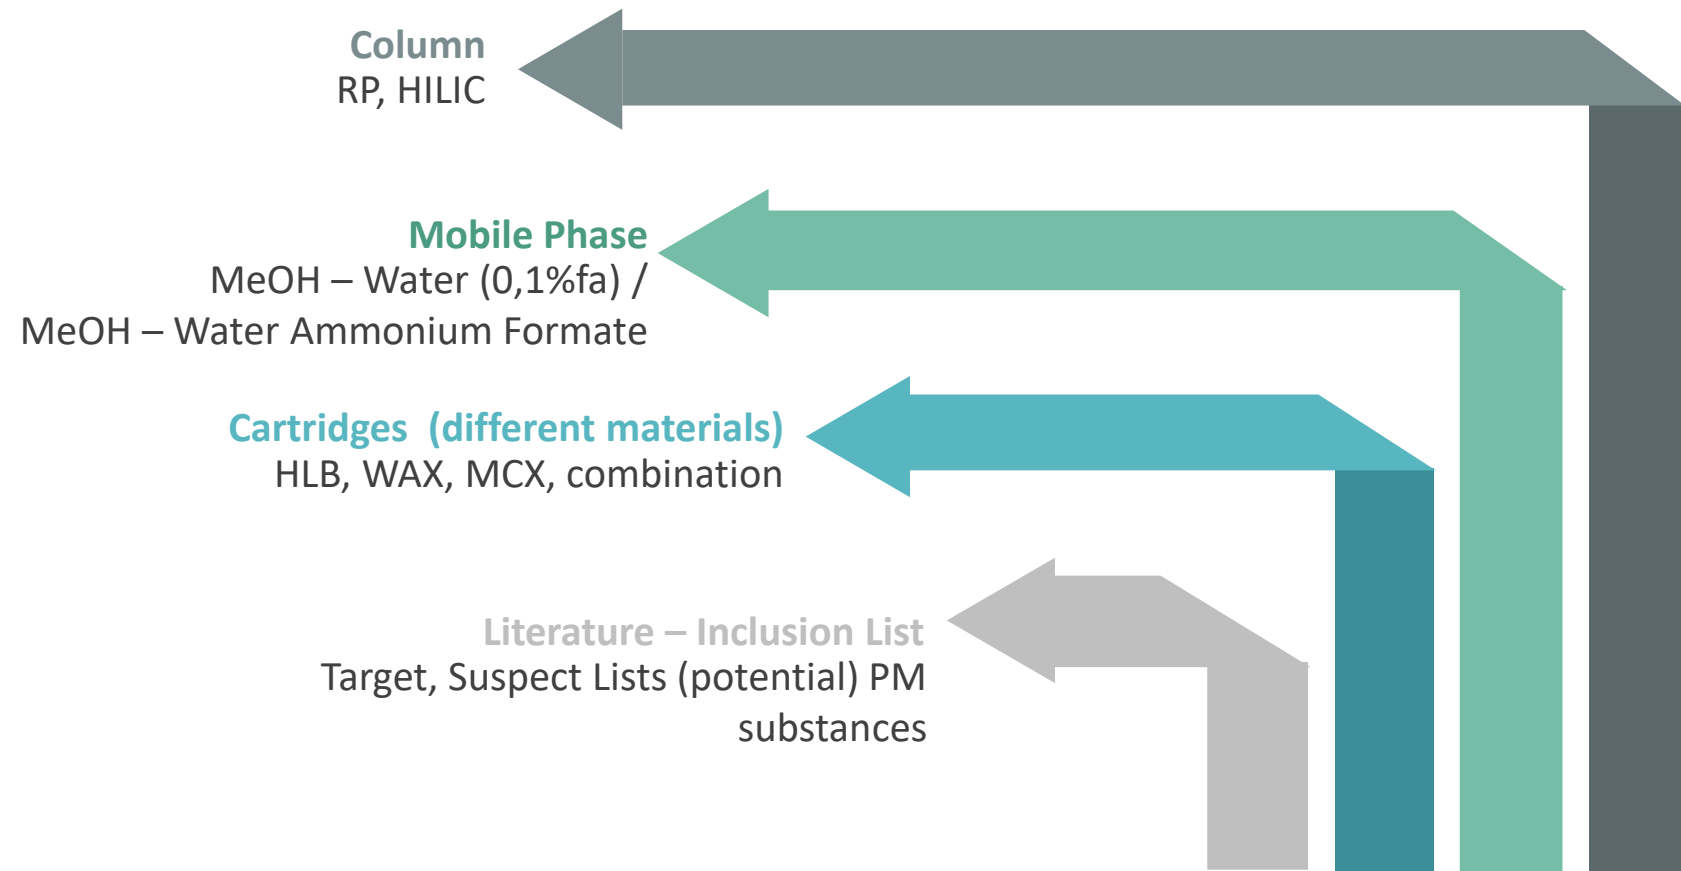 Column
RP, HILIC
Mobile Phase
MeOH – Water (0,1%fa) /
MeOH – Water Ammonium Formate
Cartridges  (different materials)
HLB, WAX, MCX, combination
Literature – Inclusion List
Target, Suspect Lists (potential) PM
substances